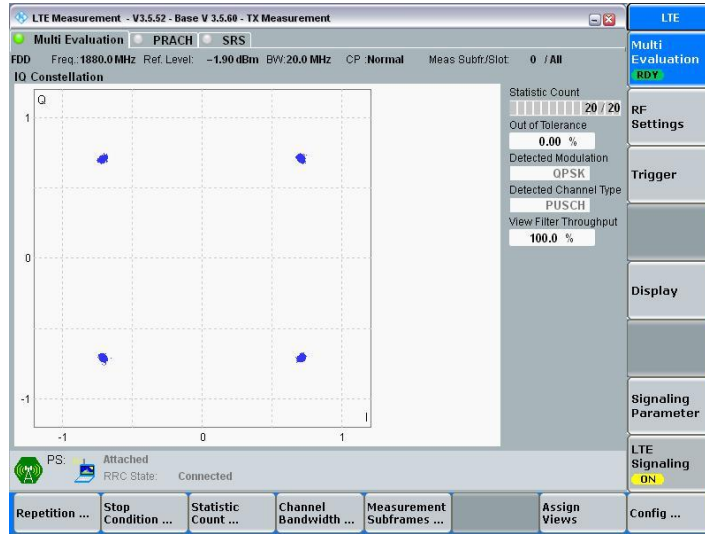 LTE Measurement - V3.5.52 - Base V 3.5.60 - TX Measurement
LTE
Multi Evaluation PRACH SRS
FDD Freq.:1880.0 MHz Ref. Level: -1.90 dBm BW:20.0 MHz CP :Normal Meas Subfr/Slot: 0 / All
IQ Constellation
Q
1
0
-1
-1 0 1
I
Statistic Count
20 / 20
Out of Tolerance
0.00 %
Detected Modulation
QPSK
Detected Channel Type
PUSCH
View Filter Throughput
100.0 %
Multi
Evaluation
RDY
RF
Settings
Trigger
Display
Signaling
Parameter
LTE
Signaling
ON
PS: Attached
RRC State: Connected
Repetition ...
Stop
Condition ...
Statistic
Count ...
Channel
Bandwidth ...
Measurement
Subframes ...
Assign
Views
Config ...